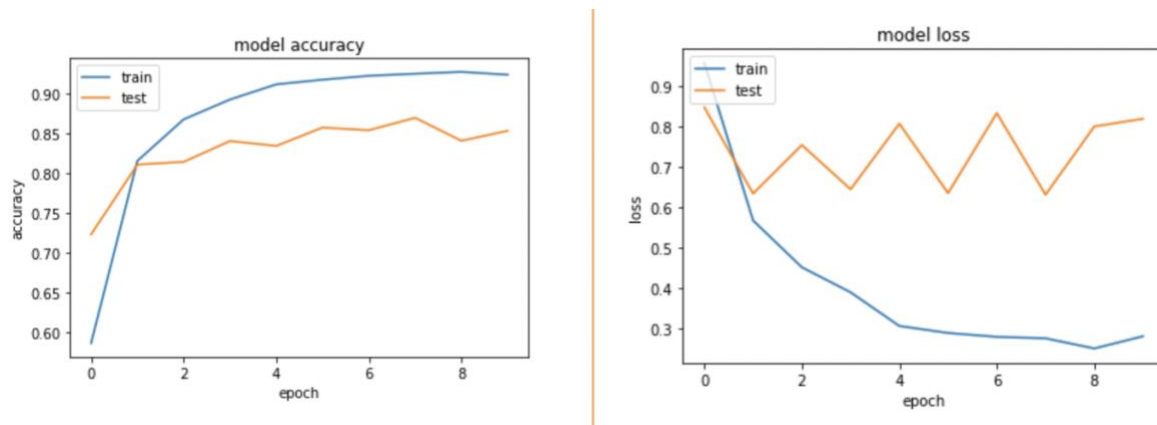 model accuracy
train
test
0.90
0.85
0.80
0.75
0.70
0.65
0.60
accuracy
0 2 4 6 8
epoch
model loss
train
test
0.9
0.8
0.7
0.6
0.5
0.4
0.3
loss
0 2 4 6 8
epoch